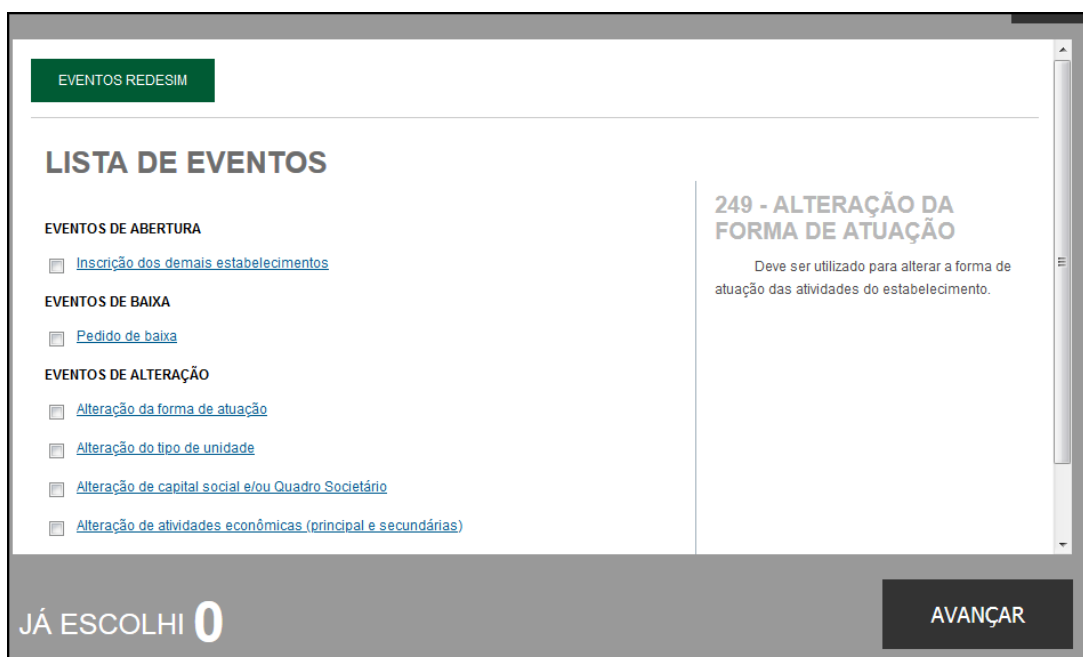 EVENTOS REDESIM
LISTA DE EVENTOS
EVENTOS DE ABERTURA
Inscrição dos demais estabelecimentos
EVENTOS DE BAIXA
Pedido de baixa
EVENTOS DE ALTERAÇÃO
Alteração da forma de atuação
Alteração do tipo de unidade
Alteração de capital social e/ou Quadro Societário
Alteração de atividades econômicas (principal e secundárias)
249 - ALTERAÇÃO DA
FORMA DE ATUAÇÃO
Deve ser utilizado para alterar a forma de
atuação das atividades do estabelecimento.
JÁ ESCOLHI 0
AVANÇAR